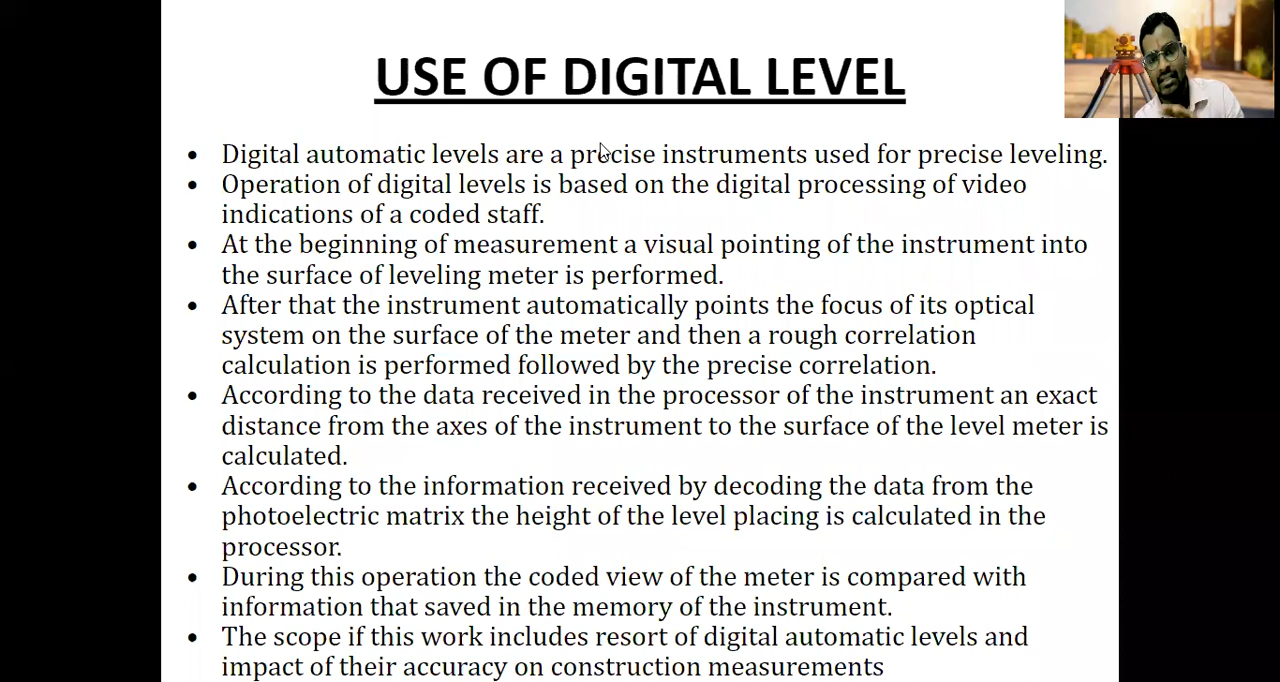 USE OF DIGITAL LEVEL
• Digital automatic levels are a precise instruments used for precise leveling.
• Operation of digital levels is based on the digital processing of video
indications of a coded staff.
• At the beginning of measurement a visual pointing of the instrument into
the surface of leveling meter is performed.
• After that the instrument automatically points the focus of its optical
system on the surface of the meter and then a rough correlation
calculation is performed followed by the precise correlation.
• According to the data received in the processor of the instrument an exact
distance from the axes of the instrument to the surface of the level meter is
calculated.
• According to the information received by decoding the data from the
photoelectric matrix the height of the level placing is calculated in the
processor.
• During this operation the coded view of the meter is compared with
information that saved in the memory of the instrument.
• The scope if this work includes resort of digital automatic levels and
impact of their accuracy on construction measurements